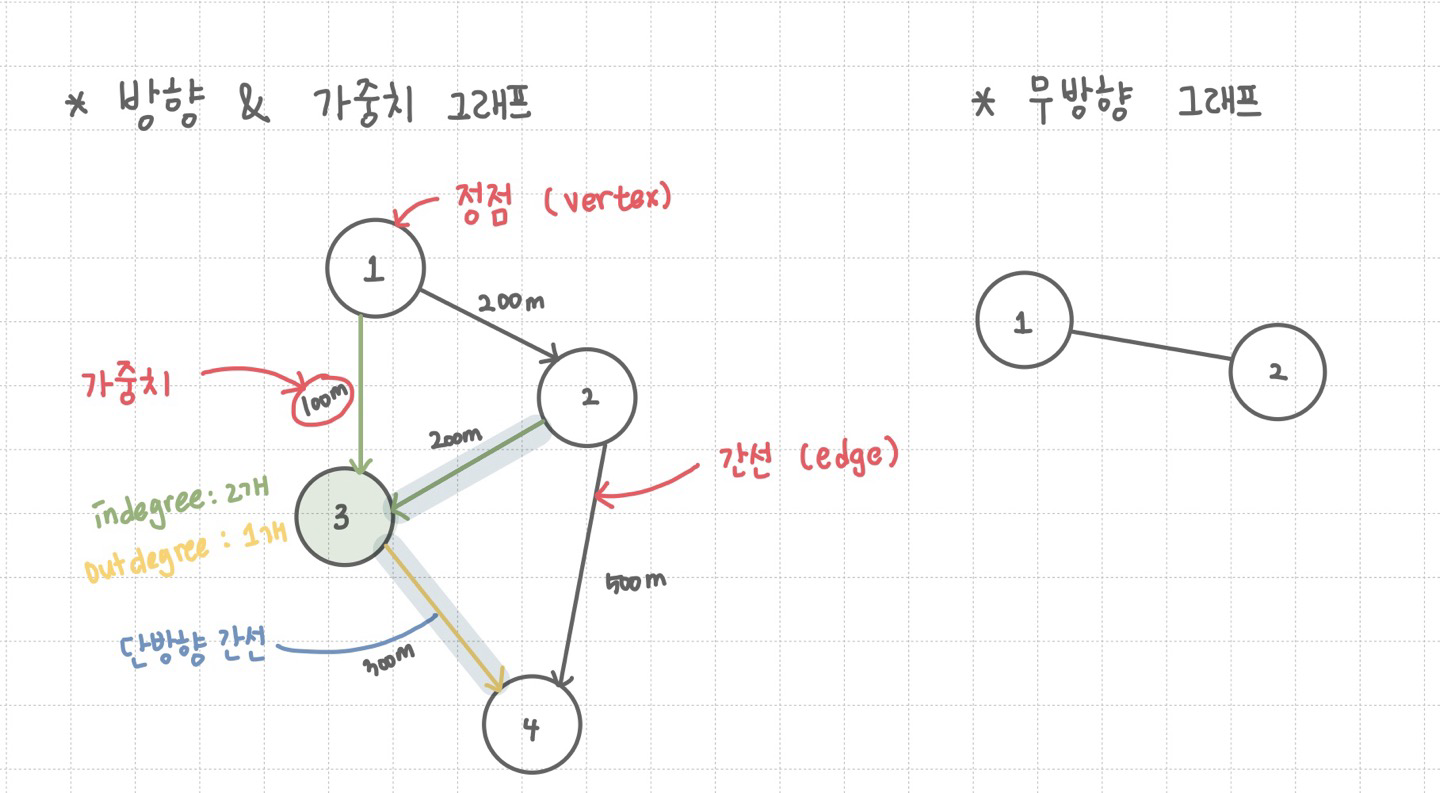 * 방향 & 가중치 그래프
정점 (vertex)
1
200m
가중치
100m
2
200m
간선 (edge)
indegree: 2개
3
outdegree : 1개
500m
단방향 간선
300m
4
* 무방향 그래프
1
2